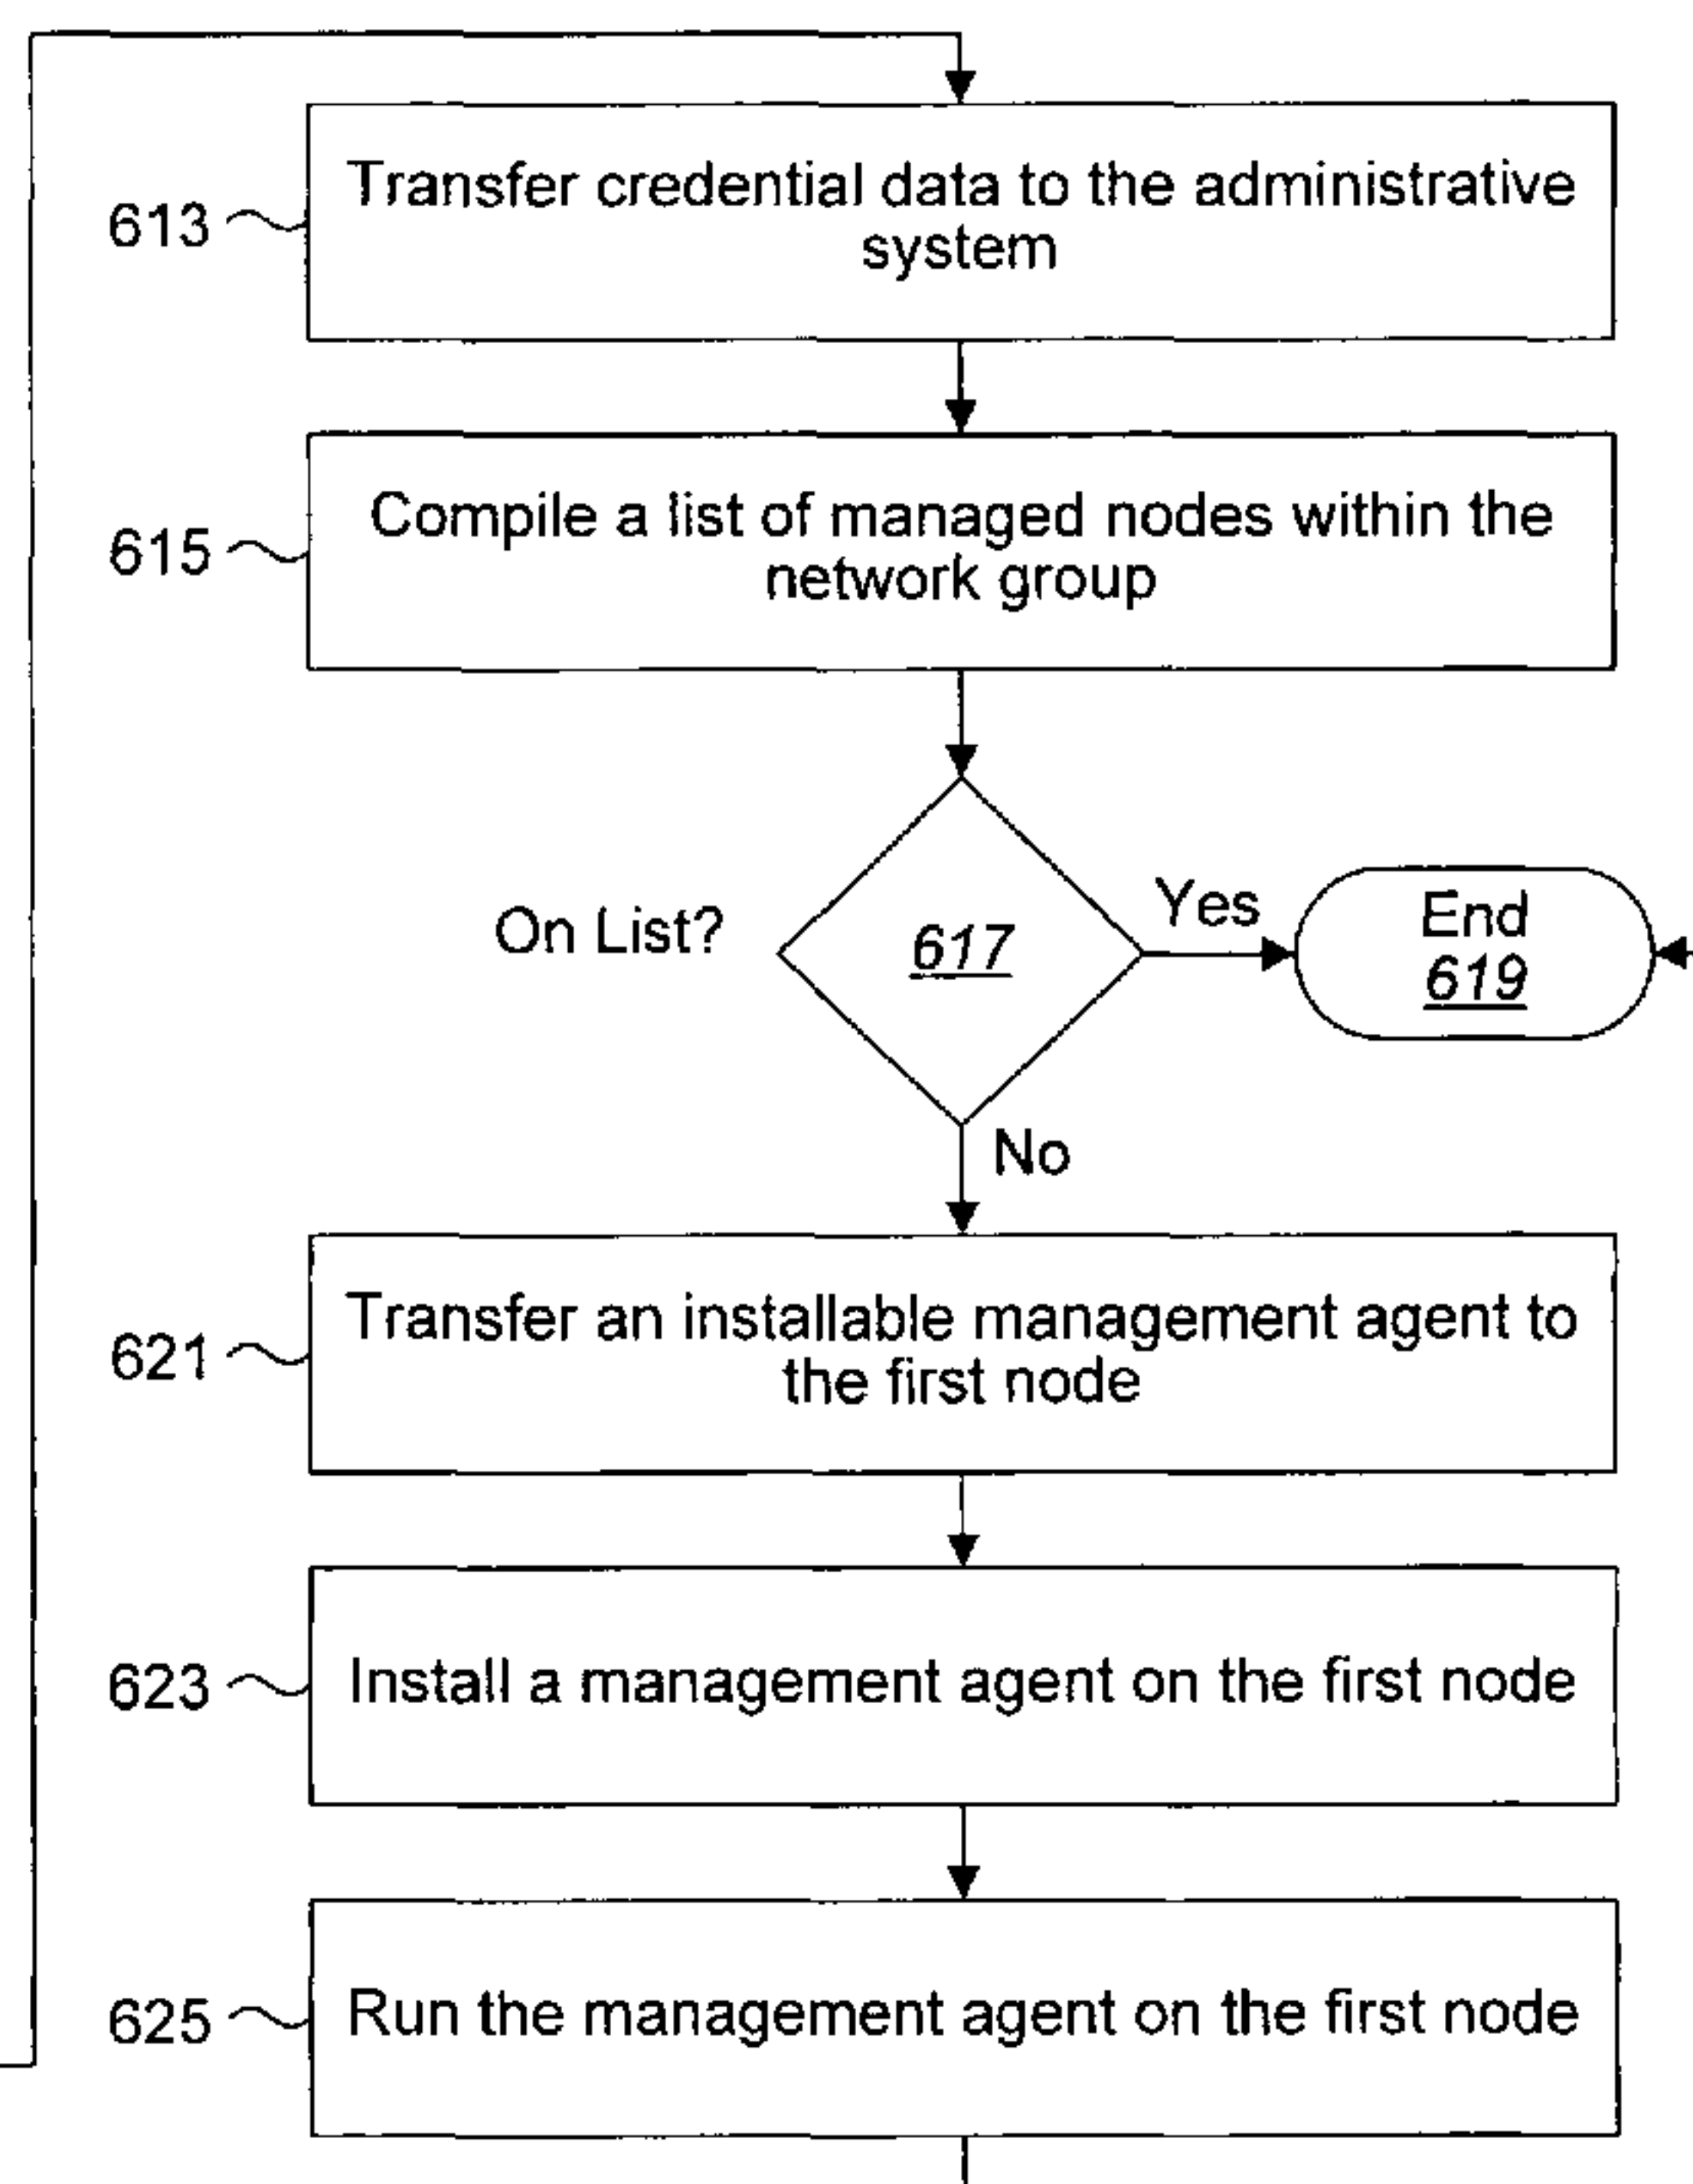 613
Transfer credential data to the administrative
system
615
Compile a list of managed nodes within the
network group
On List?
617
Yes
End
619
No
621
Transfer an installable management agent to
the first node
623
Install a management agent on the first node
625
Run the management agent on the first node